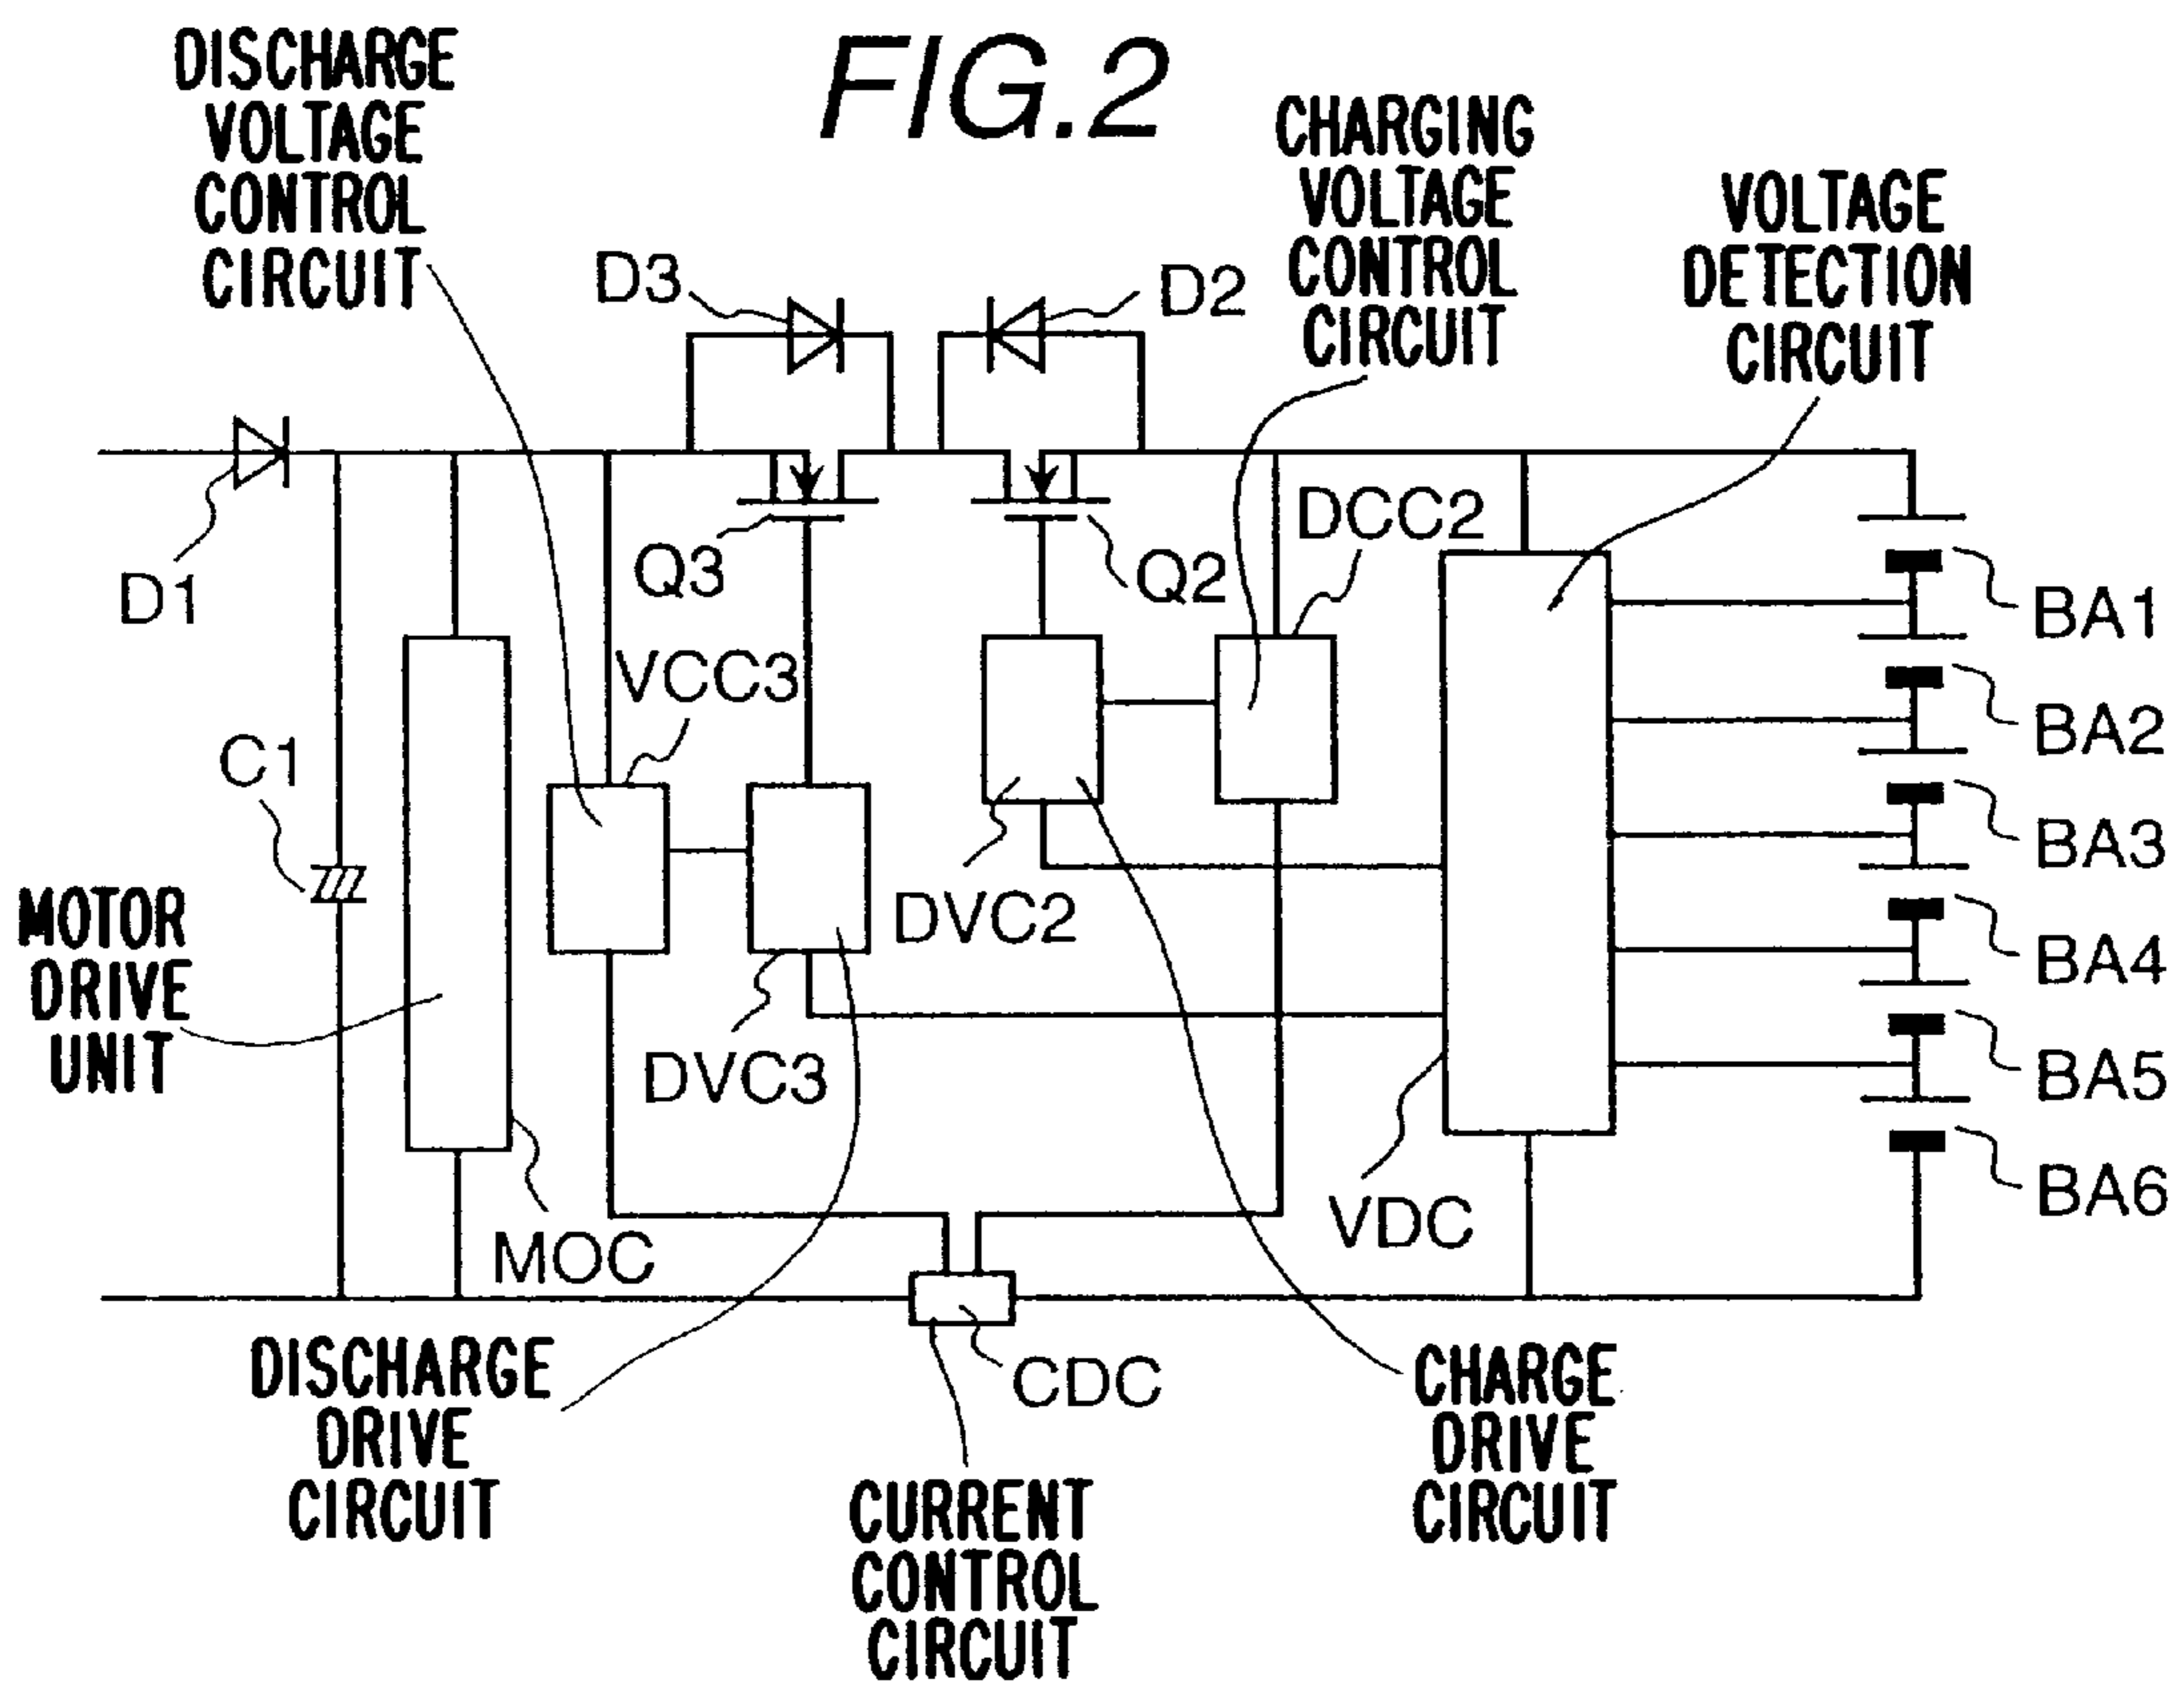 FIG.2
DISCHARGE
VOLTAGE
CONTROL
CIRCUIT
CHARGING
VOLTAGE
CONTROL
CIRCUIT
VOLTAGE
DETECTION
CIRCUIT
D3
D2
D1
Q3
Q2
DCC2
BA1
VCC3
BA2
C1
BA3
MOTOR
DRIVE
UNIT
DVC2
BA4
DVC3
BA5
BA6
VDC
MOC
DISCHARGE
DRIVE
CIRCUIT
CDC
CHARGE
DRIVE
CIRCUIT
CURRENT
CONTROL
CIRCUIT